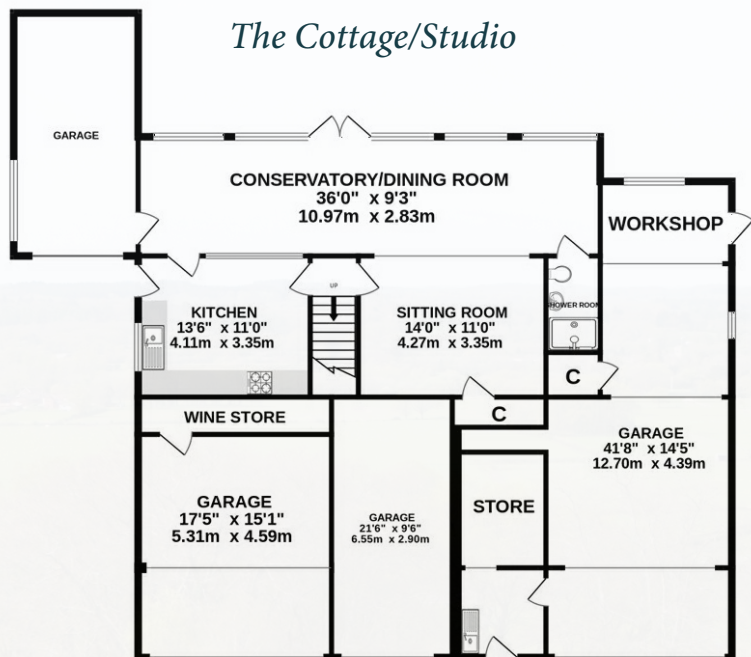 The Cottage/Studio
GARAGE
CONSERVATORY/DINING ROOM
36'0" x 9'3"
10.97m x 2.83m
WORKSHOP
UP
KITCHEN
13'6" x 11'0"
4.11m x 3.35m
SITTING ROOM
14'0" x 11'0"
4.27m x 3.35m
SHOWER ROOM
C
C
WINE STORE
GARAGE
41'8" x 14'5"
12.70m x 4.39m
GARAGE
17'5" x 15'1"
5.31m x 4.59m
GARAGE
21'6" x 9'6"
6.55m x 2.90m
STORE